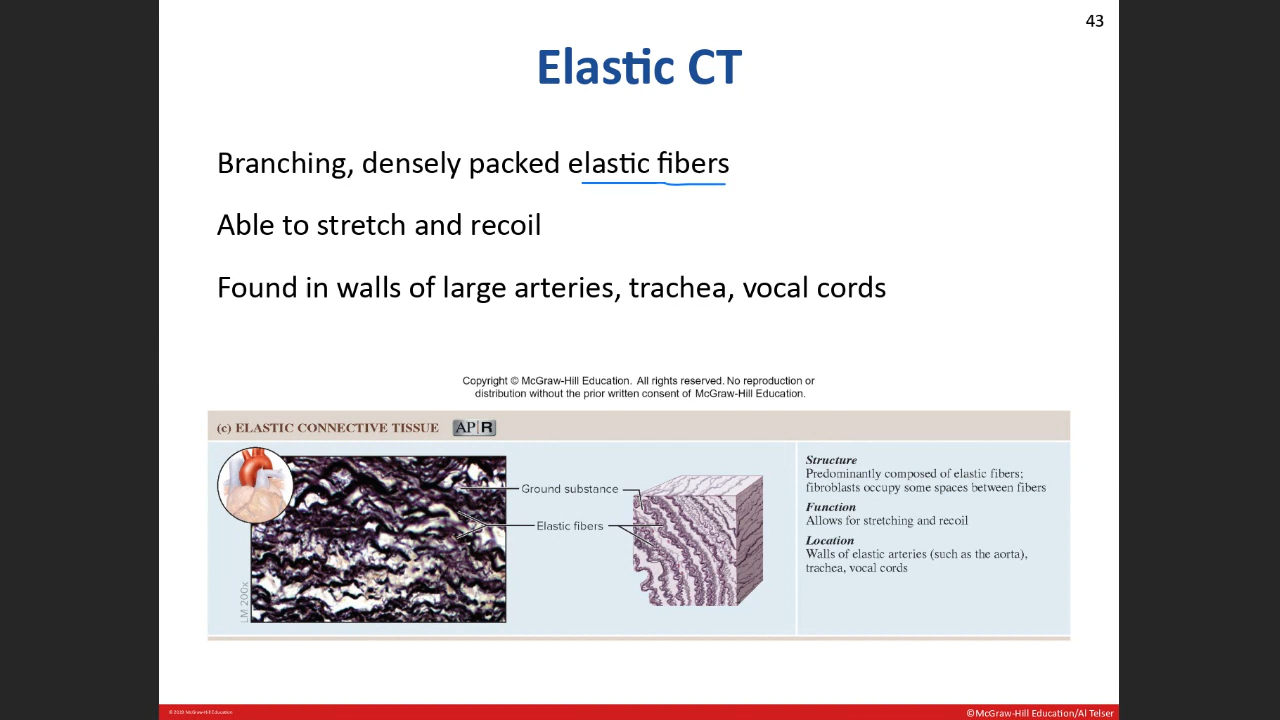 43
Elastic CT
Branching, densely packed elastic fibers
Able to stretch and recoil
Found in walls of large arteries, trachea, vocal cords
Copyright © McGraw-Hill Education. All rights reserved. No reproduction or
distribution without the prior written consent of McGraw-Hill Education.
(c) ELASTIC CONNECTIVE TISSUE AP|R
LM 200x
Ground substance
Elastic fibers
Structure
Predominantly composed of elastic fibers;
fibroblasts occupy some spaces between fibers
Function
Allows for stretching and recoil
Location
Walls of elastic arteries (such as the aorta),
trachea, vocal cords
©McGraw-Hill Education/Al Telser